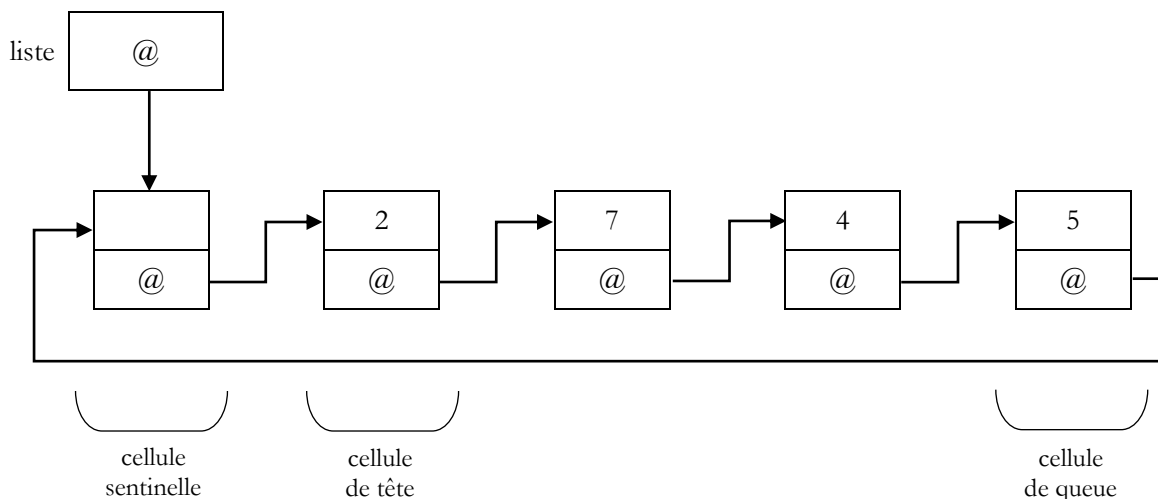 liste @
2 7 4 5
@ @ @ @ @
cellule cellule cellule
sentinelle de tête de queue